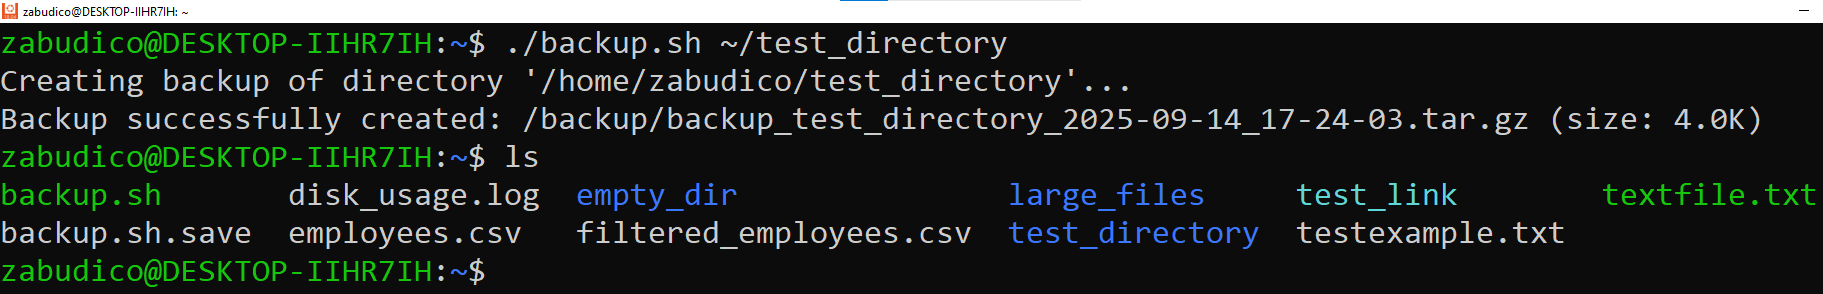 zabudico@DESKTOP-IIHR7IH: ~
zabudico@DESKTOP-IIHR7IH:~$ ./backup.sh ~/test_directory
Creating backup of directory '/home/zabudico/test_directory'...
Backup successfully created: /backup/backup_test_directory_2025-09-14_17-24-03.tar.gz (size: 4.0K)
zabudico@DESKTOP-IIHR7IH:~$ ls
backup.sh       disk_usage.log  empty_dir               large_files     test_link        textfile.txt
backup.sh.save  employees.csv   filtered_employees.csv  test_directory  testexample.txt
zabudico@DESKTOP-IIHR7IH:~$